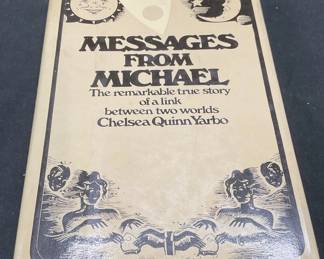 MESSAGES
FROM
MICHAEL
The remarkable true story
of a link
between two worlds
Chelsea Quinn Yarbo